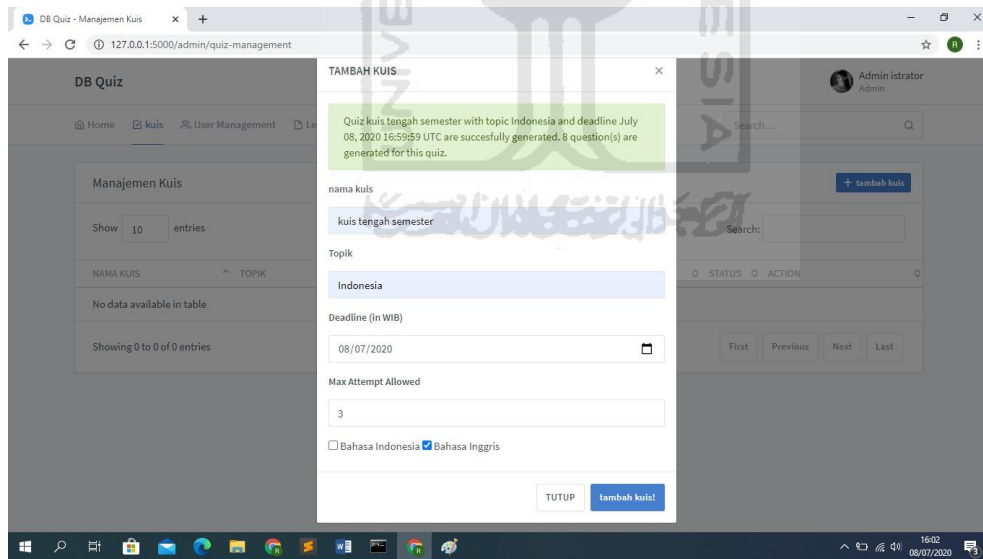 DB Quiz - Manajemen Kuis
127.0.0.1:5000/admin/quiz-management
DB Quiz
Admin istrator
Admin
Home kuis User Management Le
Search...
TAMBAH KUIS
Quiz kuis tengah semester with topic Indonesia and deadline July
08, 2020 16:59:59 UTC are succesfully generated. 8 question(s) are
generated for this quiz.
nama kuis
kuis tengah semester
Topik
Indonesia
Deadline (in WIB)
08/07/2020
Max Attempt Allowed
3
Bahasa Indonesia Bahasa Inggris
TUTUP tambah kuis!
Manajemen Kuis
+ tambah kuis
Show 10 entries
Search:
NAMA KUIS TOPIK STATUS ACTION
No data available in table
Showing 0 to 0 of 0 entries
First Previous Next Last
16:02
08/07/2020